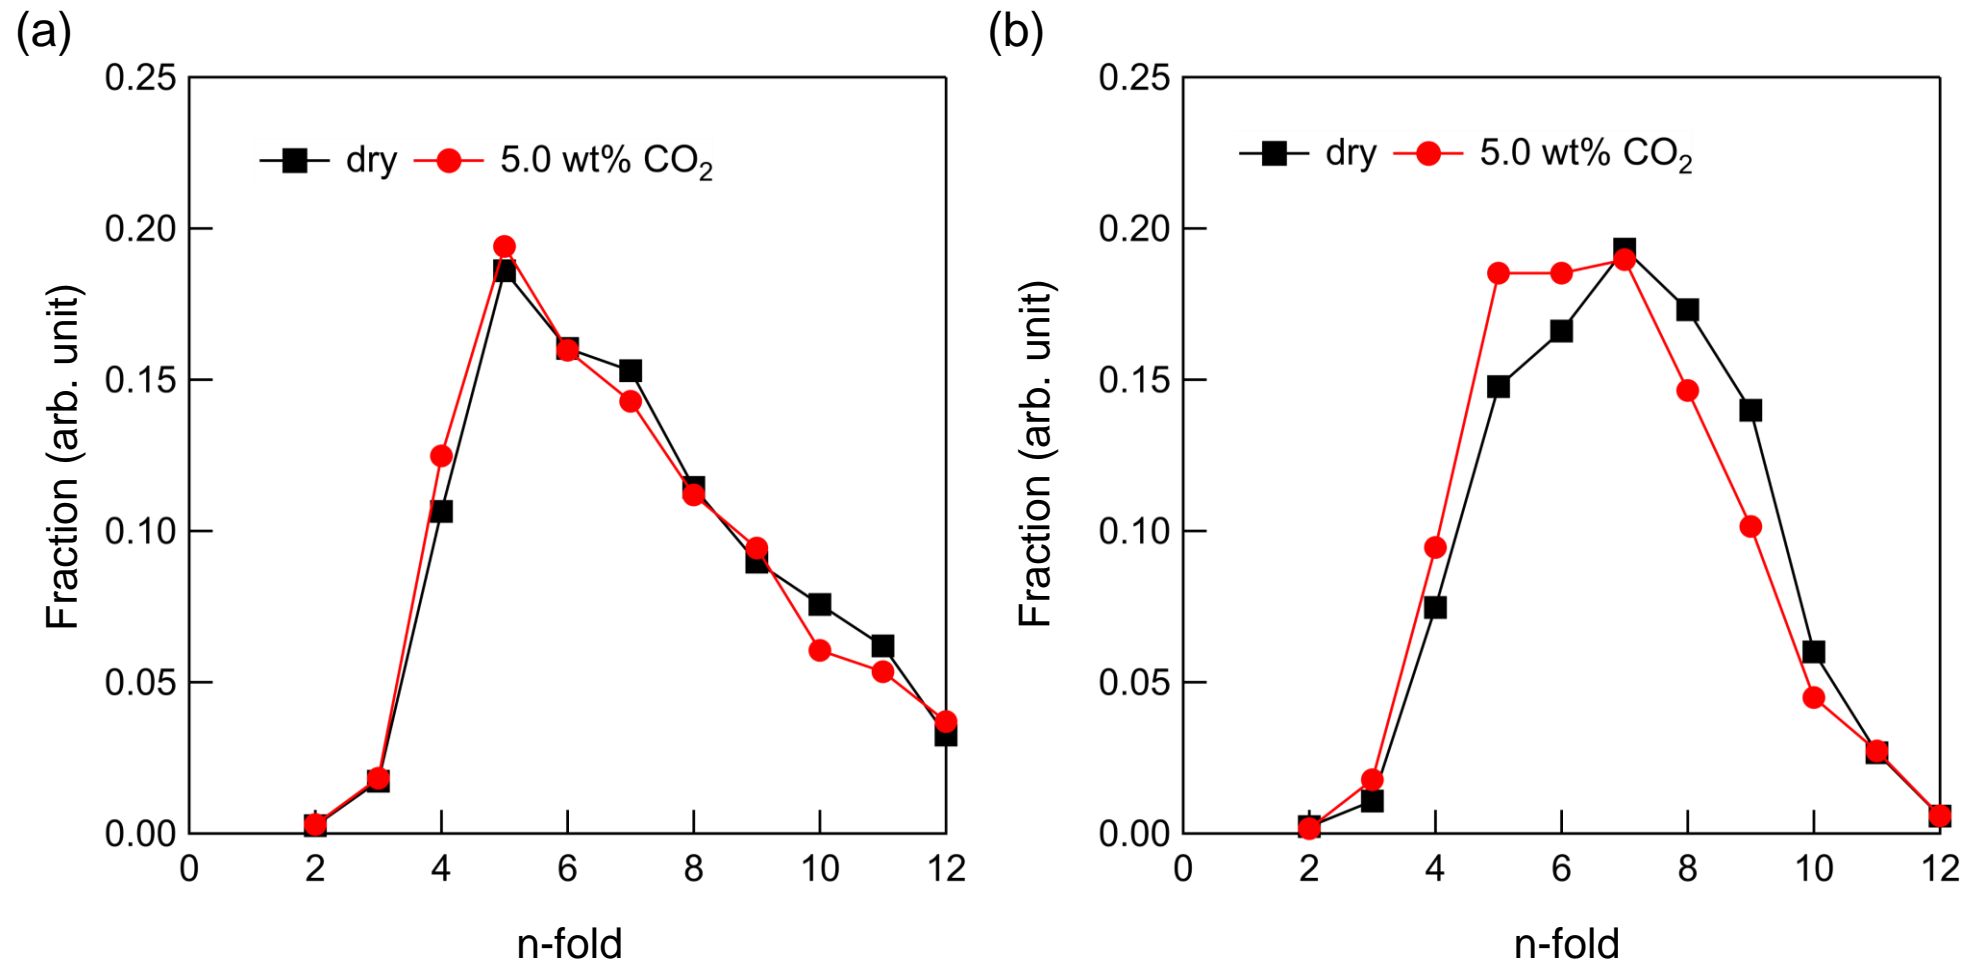 (a)
0.25
0.20
0.15
0.10
0.05
0.00
0 2 4 6 8 10 12
Fraction (arb. unit)
n-fold
dry 5.0 wt% CO₂
(b)
0.25
0.20
0.15
0.10
0.05
0.00
0 2 4 6 8 10 12
Fraction (arb. unit)
n-fold
dry 5.0 wt% CO₂